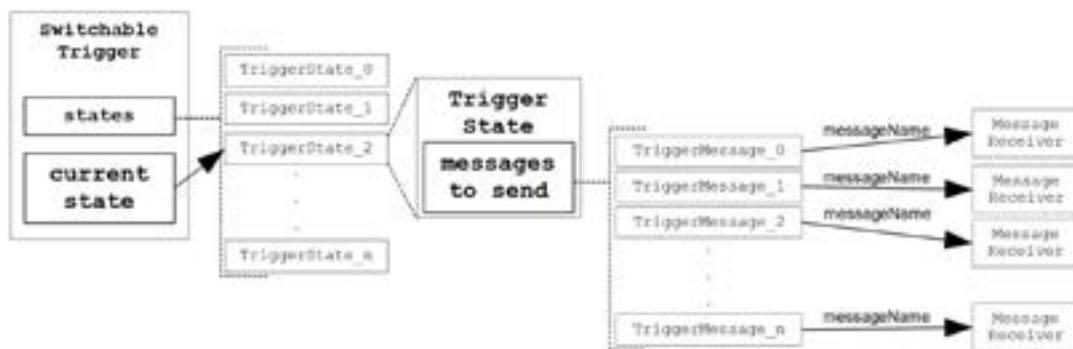 Switchable
Trigger
states
current
state
TriggerState_0
TriggerState_1
TriggerState_2
.
.
.
TriggerState_n
Trigger
State
messages
to send
TriggerMessage_0
TriggerMessage_1
TriggerMessage_2
.
.
.
TriggerMessage_n
messageName
messageName
messageName
messageName
Message
Receiver
Message
Receiver
Message
Receiver
Message
Receiver